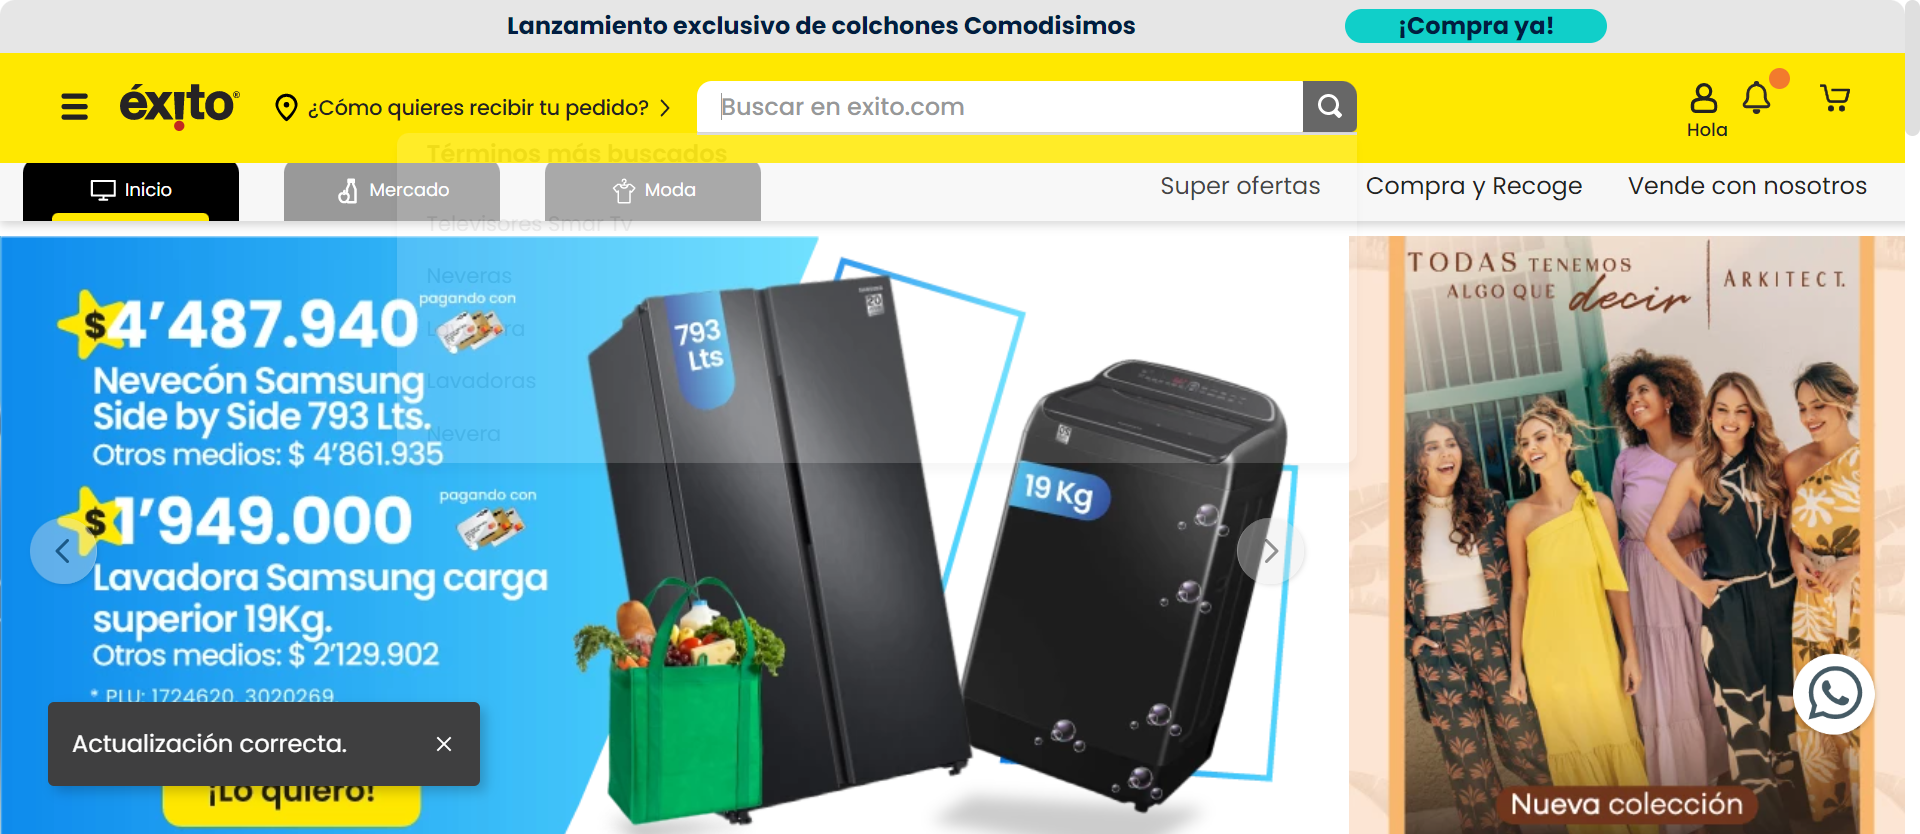 Lanzamiento exclusivo de colchones Comodisimos
¡Compra ya!
éxito
¿Cómo quieres recibir tu pedido?
Buscar en exito.com
Hola
Términos más buscados
Inicio
Mercado
Moda
Super ofertas
Compra y Recoge
Vende con nosotros
Televisores Smar Tv
Neveras
Lavadora
Lavadoras
Nevera
$4'487.940
pagando con
Nevecón Samsung
Side by Side 793 Lts.
Otros medios: $ 4'861.935
$1'949.000
pagando con
Lavadora Samsung carga
superior 19Kg.
Otros medios: $ 2'129.902
* PLU: 1724620, 3020269.
¡Lo quiero!
793
Lts
SAMSUNG
20
19 Kg
TODAS TENEMOS
ALGO QUE decir
ARKITECT.
Nueva colección
Actualización correcta.